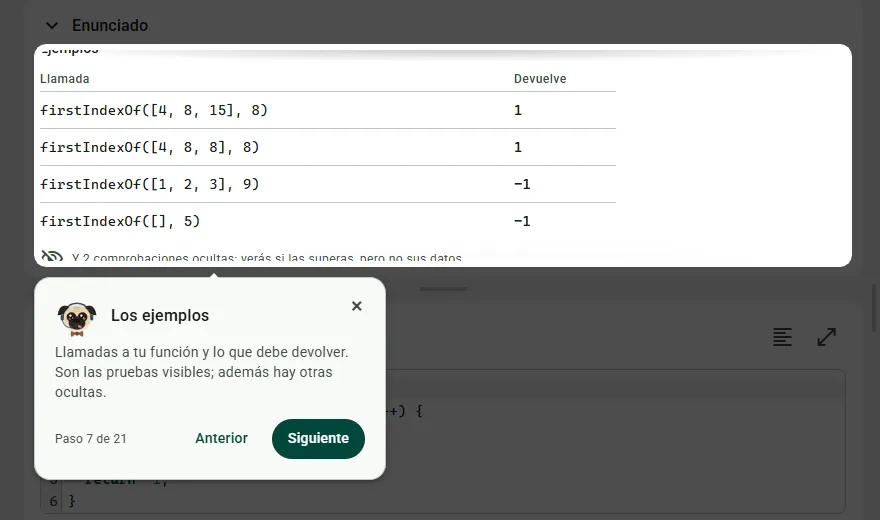 Enunciado
Ejemplos
Llamada Devuelve
firstIndexOf([4, 8, 15], 8) 1
firstIndexOf([4, 8, 8], 8) 1
firstIndexOf([1, 2, 3], 9) -1
firstIndexOf([], 5) -1
Y 2 comprobaciones ocultas: verás si las superas, pero no sus datos.
Los ejemplos
Llamadas a tu función y lo que debe devolver.
Son las pruebas visibles; además hay otras
ocultas.
Paso 7 de 21 Anterior Siguiente
++) {
return
6 }